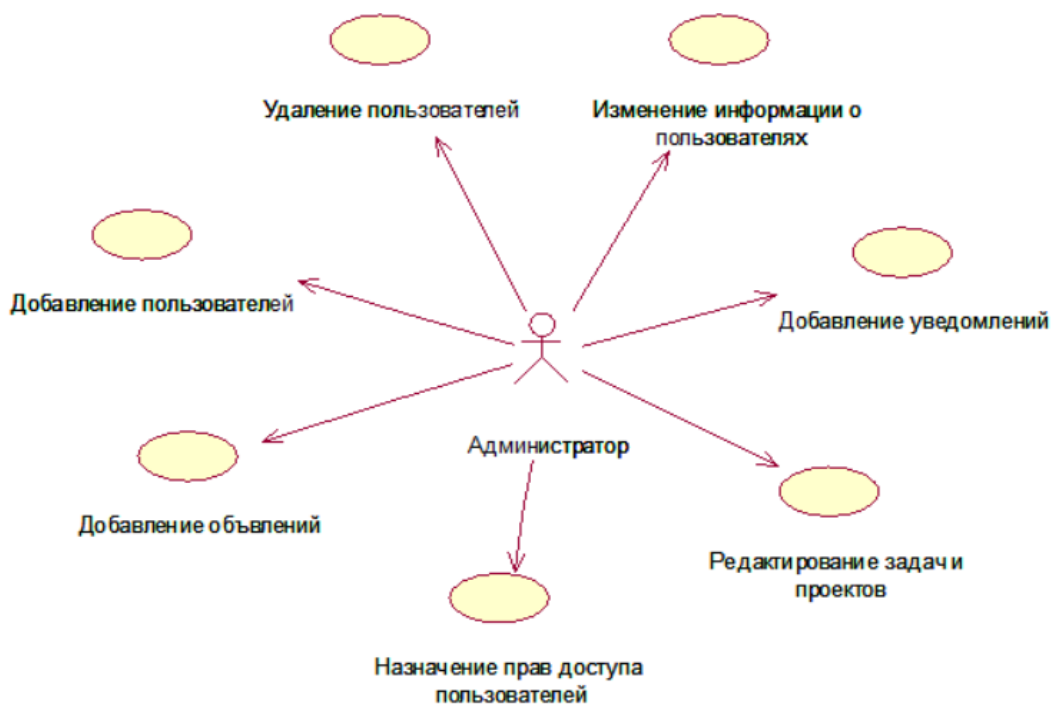 Удаление пользователей
Изменение информации о
пользователях
Добавление пользователей
Добавление уведомлений
Администратор
Добавление объвлений
Редактирование задач и
проектов
Назначение прав доступа
пользователей